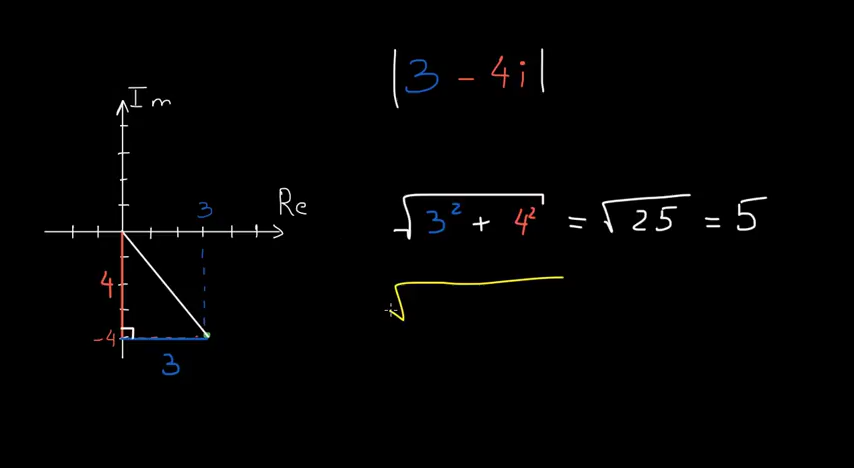 |3 - 4i|
Im
3
Re
√3² + 4² = √25 = 5
4
-4
3
√